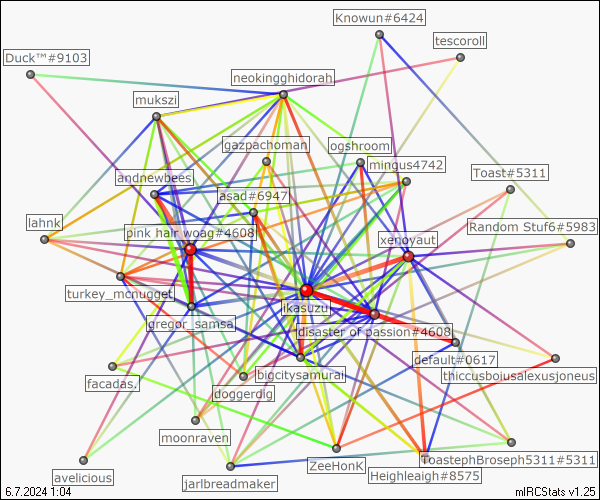 Knowun#6424
tescoroll
Duck™#9103
neokingghidorah
mukszi
gazpachoman
ogshroom
mingus4742
andnewbees
Toast#5311
asad#6947
lahnk
Random Stuf6#5983
pink hair woag#4608
xenoyaut
turkey_mcnugget
ikasuzu
gregor_samsa
disaster of passion#4608
default#0617
bigcitysamurai
thiccusboiusalexusjoneus
facadas.
doggerdig
moonraven
ToastephBroseph5311#5311
ZeeHonK
Heighleaigh#8575
avelicious
jarlbreadmaker
6.7.2024 1:04
mIRCStats v1.25